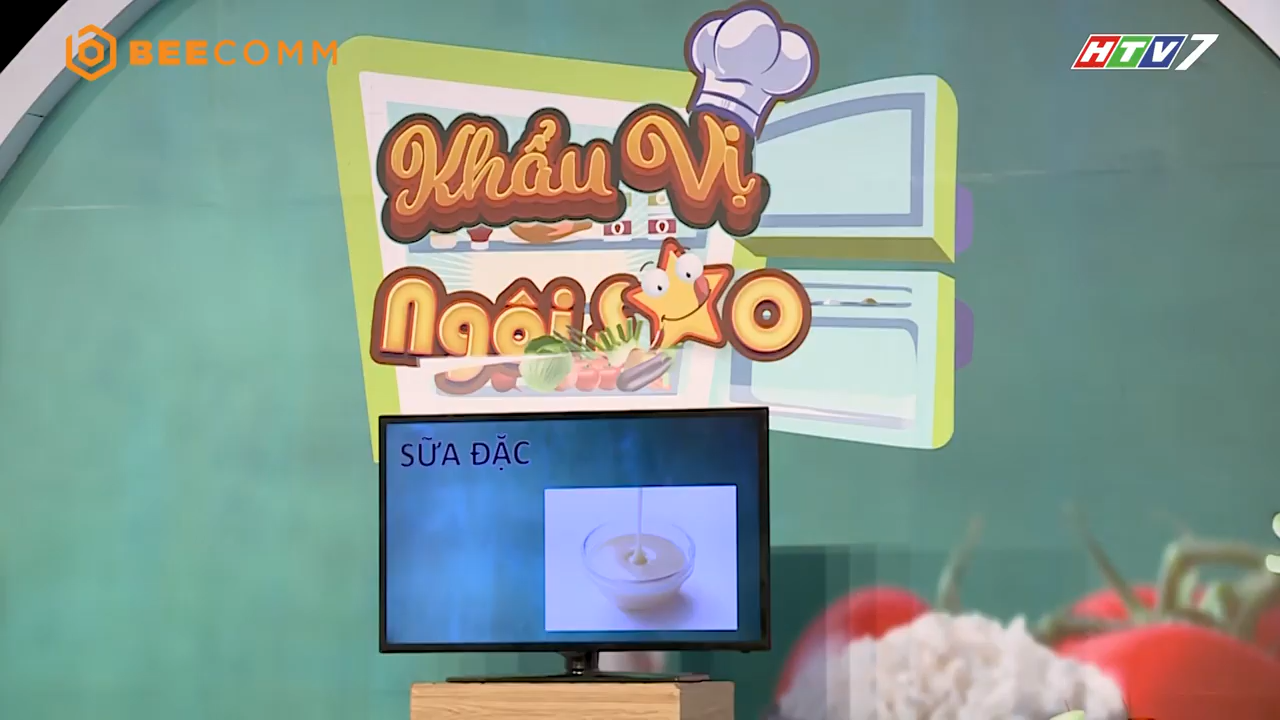 BEECOMM
HTV7
Khẩu Vị
Ngôi SAO
SỮA ĐẶC